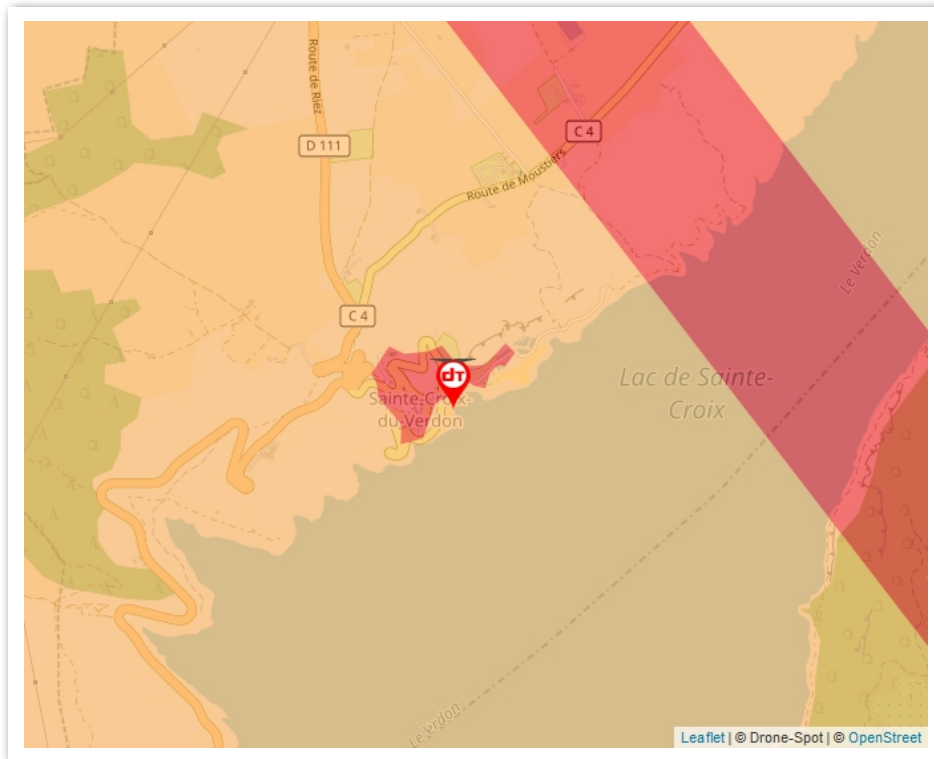 Route de Riez
D 111
C 4
Route de Moustiers
Le Verdon
C 4
Lac de Sainte-
Croix
dT
Sainte-Croix-
du-Verdon
Le Verdon
Leaflet | © Drone-Spot | © OpenStreet